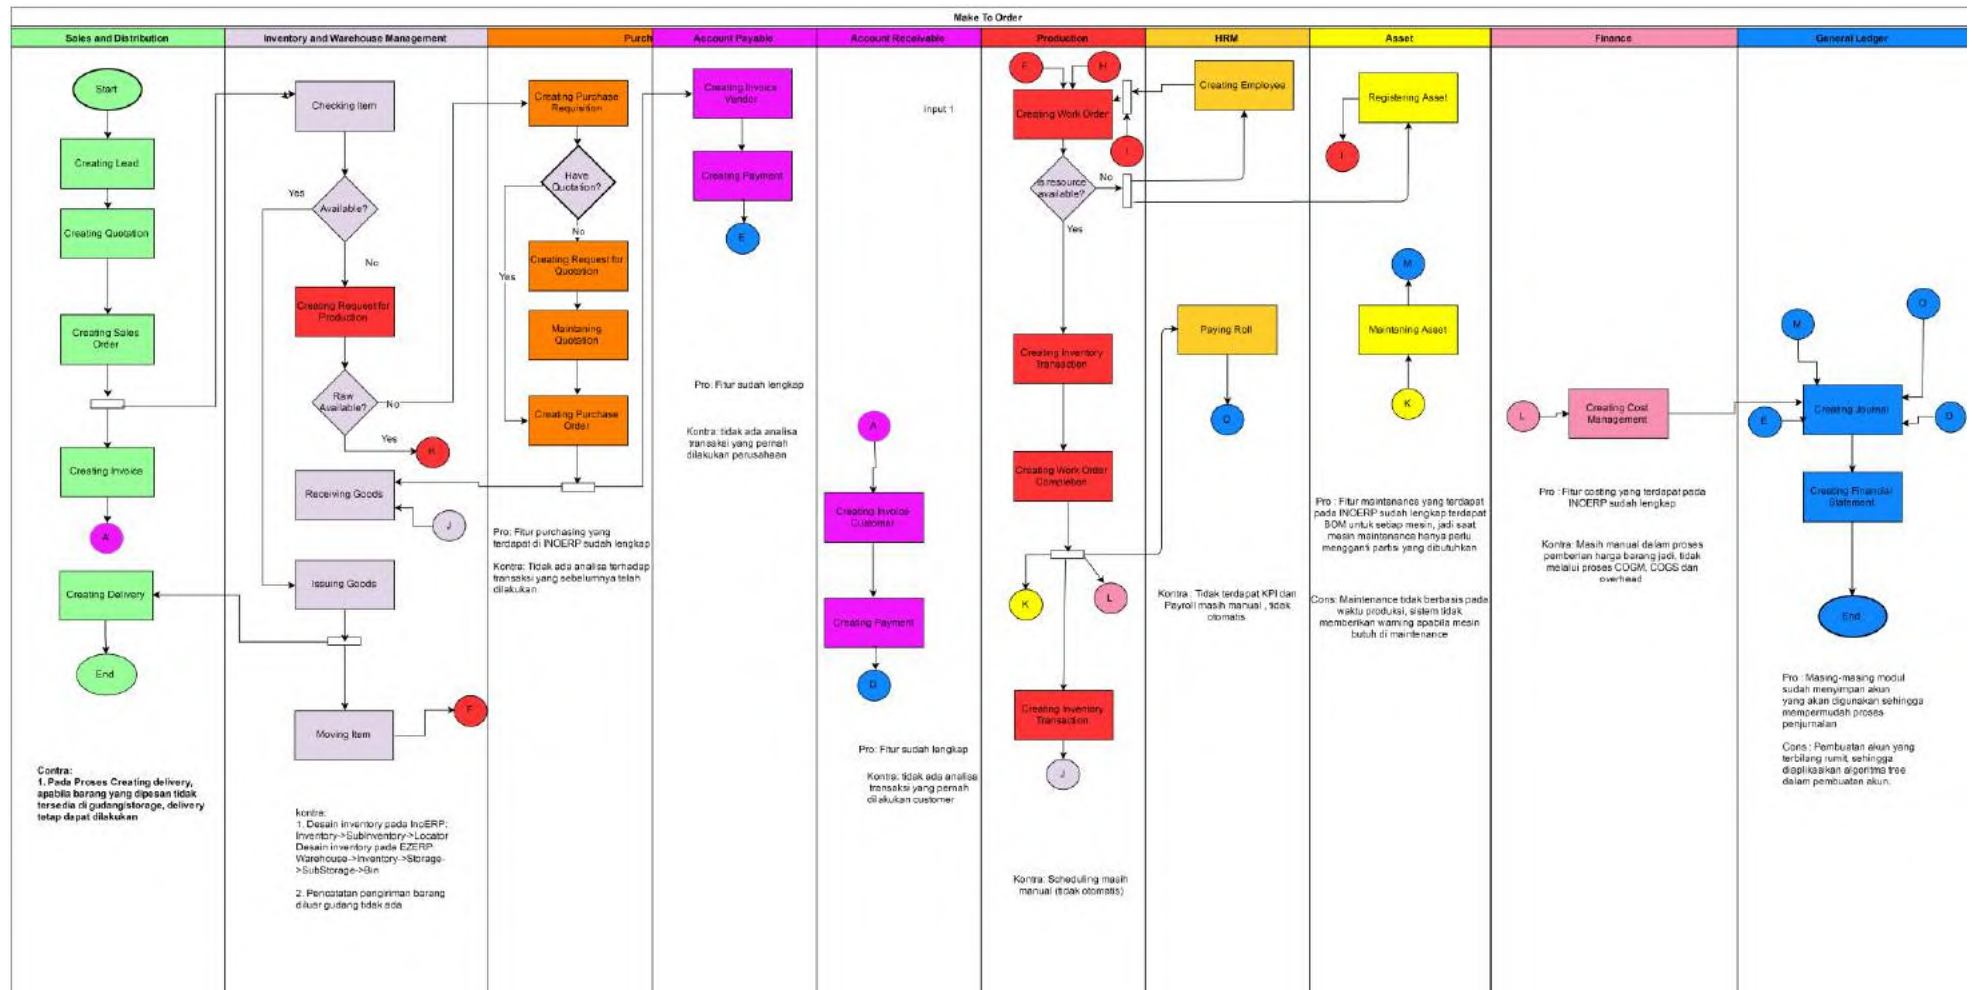 Make To Order
Sales and Distribution
Inventory and Warehouse Management
Purch
Account Payable
Account Receivable
Production
HRM
Asset
Finance
General Ledger
Start
Creating Lead
Creating Quotation
Creating Sales
Order
Creating Invoice
A
Creating Delivery
End
Contra:
1. Pada Proses Creating delivery,
apabila barang yang dipesan tidak
tersedia di gudang/storage, delivery
tetap dapat dilakukan
Checking Item
Yes
Available?
No
Creating Request for
Production
Raw
Available?
No
Yes
Receiving Goods
J
Issuing Goods
Moving Item
F
kontra:
1. Desain inventory pada InoERP:
Inventory->SubInventory->Locator
Desain inventory pada EZERP
Warehouse->Inventory->Storage-
>SubStorage->Bin
2. Pencatatan pengiriman barang
diluar gudang tidak ada
Creating Purchase
Requisition
Have
Quotation?
No
Yes
Creating Request for
Quotation
Maintaning
Quotation
Creating Purchase
Order
Pro: Fitur purchasing yang
terdapat di INOERP sudah lengkap
Kontra: Tidak ada analisa terhadap
transaksi yang sebelumnya telah
dilakukan
Creating Invoice
Vendor
Creating Payment
E
Pro: Fitur sudah lengkap
Kontra: tidak ada analisa
transaksi yang pernah
dilakukan perusahaan
A
Creating Invoice
Customer
Creating Payment
D
Pro: Fitur sudah lengkap
Kontra: tidak ada analisa
transaksi yang pernah
dilakukan customer
input 1
F
H
Creating Work Order
I
Is resource
available?
No
Yes
Creating Inventory
Transaction
Creating Work Order
Completion
K
L
Creating Inventory
Transaction
J
Kontra: Scheduling masih
manual (tidak otomatis)
Creating Employee
Paying Roll
O
Kontra : Tidak terdapat KPI dan
Payroll masih manual , tidak
otomatis
Registering Asset
I
M
Maintening Asset
K
Pro : Fitur maintenance yang terdapat
pada INOERP sudah lengkap terdapat
BOM untuk setiap mesin, jadi saat
mesin maintenance hanya perlu
mengganti partisi yang dibutuhkan
Cons: Maintenance tidak berbasis pada
waktu produksi, sistem tidak
memberikan warning apabila mesin
butuh di maintenance
L
Creating Cost
Management
Pro : Fitur costing yang terdapat pada
INOERP sudah lengkap
Kontra: Masih manual dalam proses
pemberian harga barang jadi, tidak
melalui proses COGM, COGS dan
overhead
M
O
Creating Journal
E
D
Creating Financial
Statement
End
Pro : Masing-masing modul
sudah menyimpan akun
yang akan digunakan sehingga
mempermudah proses
penjurnalan
Cons : Pembuatan akun yang
terbilang rumit, sehingga
diaplikasikan algoritma tree
dalam pembuatan akun.